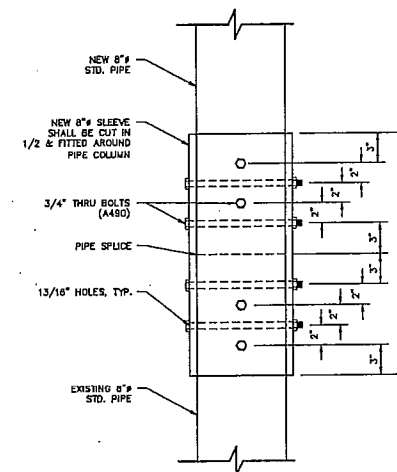 NEW 8"ø
STD. PIPE
NEW 8"ø SLEEVE
SHALL BE CUT IN
1/2 & FITTED AROUND
PIPE COLUMN
3/4" THRU BOLTS
(A490)
PIPE SPLICE
13/16" HOLES, TYP.
EXISTING 8"ø
STD. PIPE
3"
2"
2"
2"
3"
3"
2"
2"
2"
3"